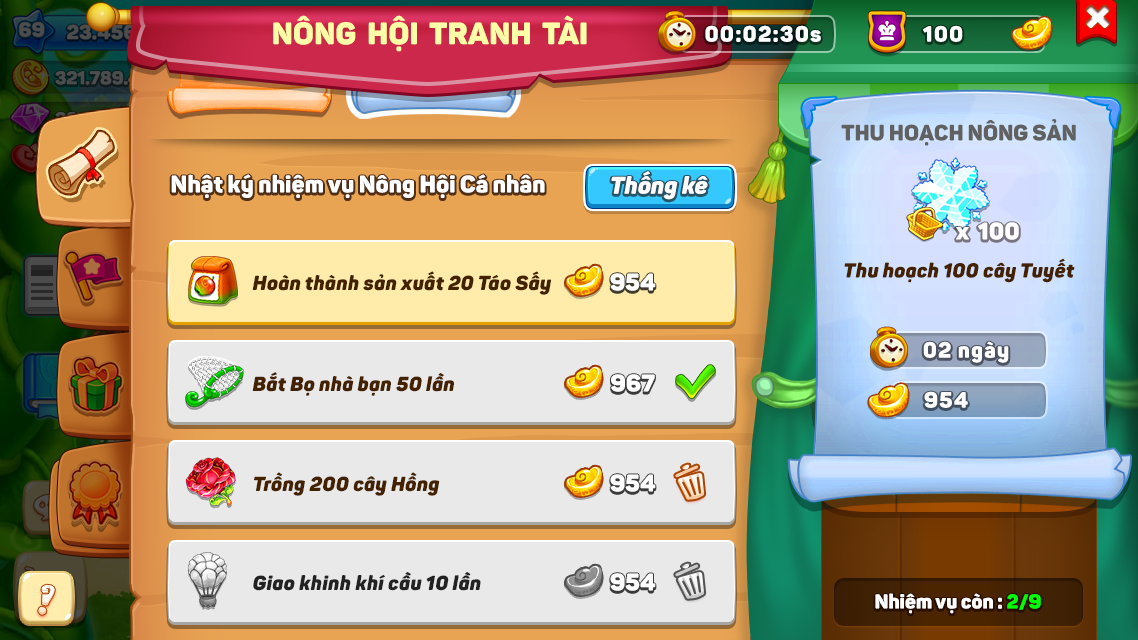 69
23.456
321.789.
NÔNG HỘI TRANH TÀI
00:02:30s
100
Nhật ký nhiệm vụ Nông Hội Cá nhân
Thống kê
Hoàn thành sản xuất 20 Táo Sấy
954
Bắt Bọ nhà bạn 50 lần
967
Trồng 200 cây Hồng
954
Giao khinh khí cầu 10 lần
954
THU HOẠCH NÔNG SẢN
x 100
Thu hoạch 100 cây Tuyết
02 ngày
954
Nhiệm vụ còn : 2/9